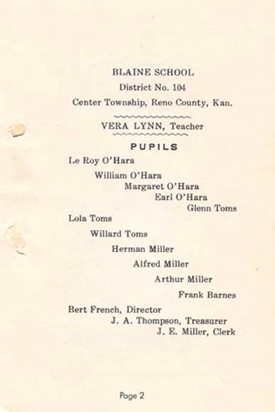 BLAINE SCHOOL
District No. 104
Center Township, Reno County, Kan.
VERA LYNN, Teacher
PUPILS
Le Roy O'Hara
William O'Hara
Margaret O'Hara
Earl O'Hara
Glenn Toms
Lola Toms
Willard Toms
Herman Miller
Alfred Miller
Arthur Miller
Frank Barnes
Bert French, Director
J. A. Thompson, Treasurer
J. E. Miller, Clerk
Page 2